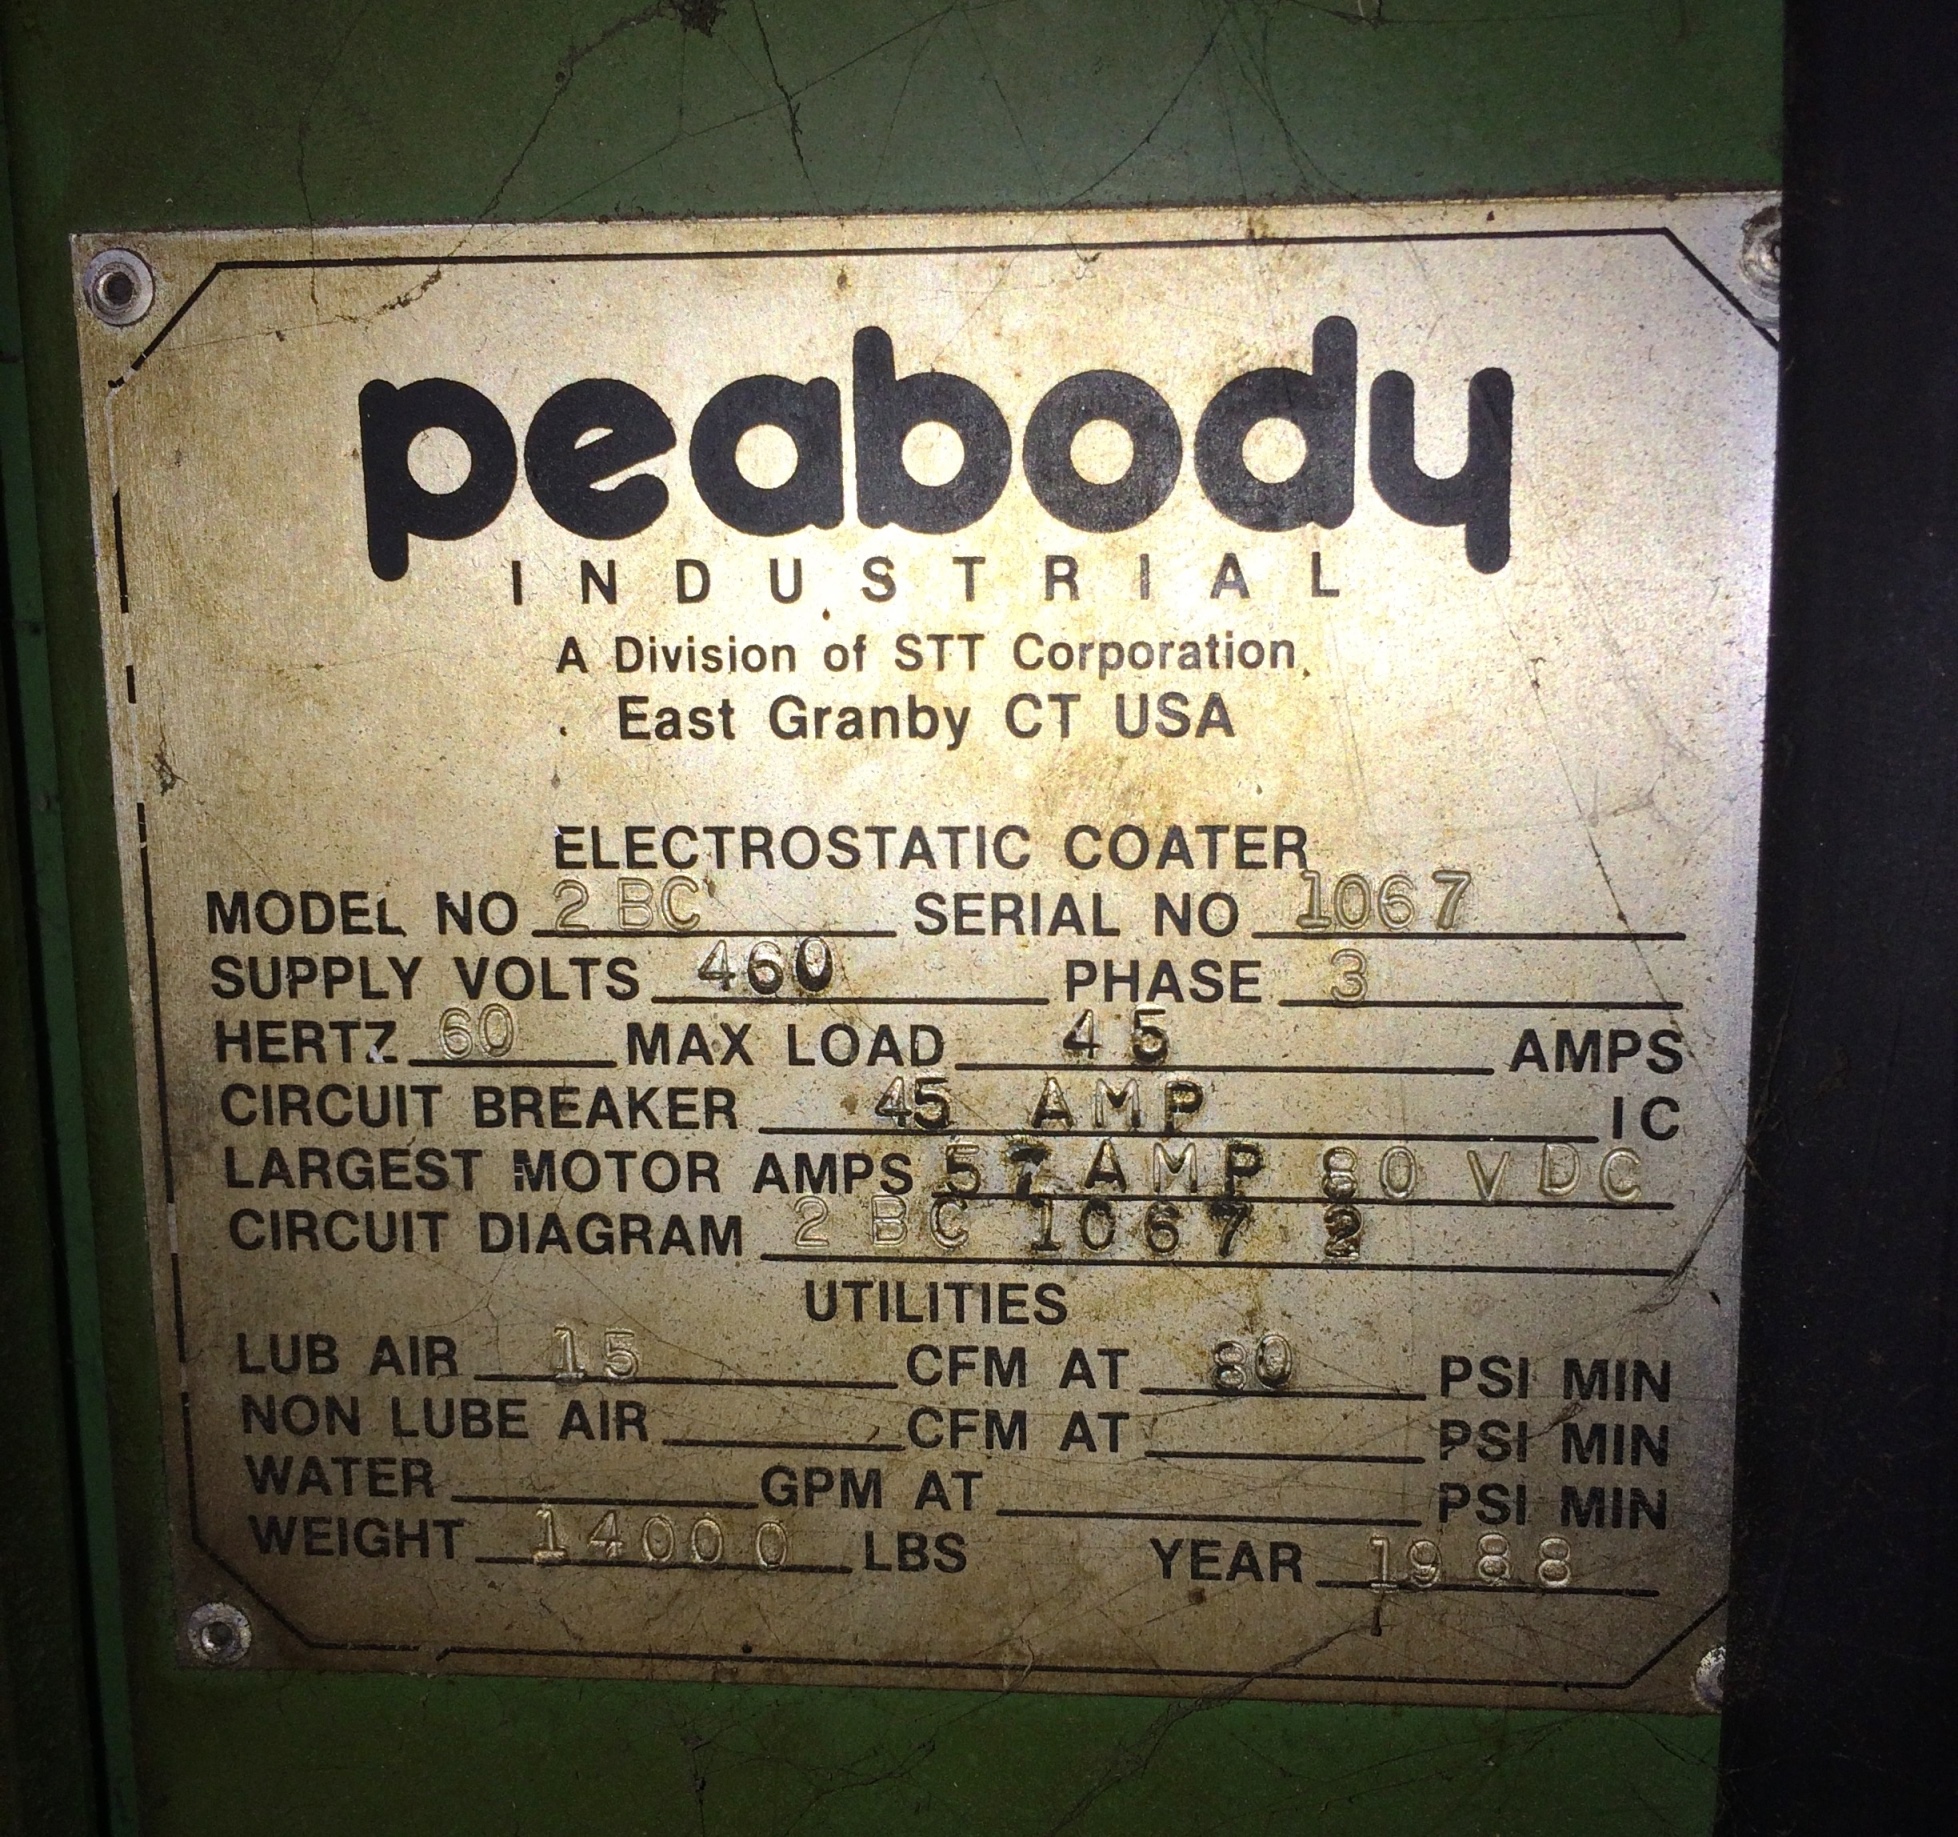 peabody
INDUSTRIAL
A Division of STT Corporation
East Granby CT USA
ELECTROSTATIC COATER
MODEL NO 2 BC SERIAL NO 1067
SUPPLY VOLTS 460 PHASE 3
HERTZ 60 MAX LOAD 45 AMPS
CIRCUIT BREAKER 45 AMP IC
LARGEST MOTOR AMPS 57 AMP 80 VDC
CIRCUIT DIAGRAM 2 BC 1067 2
UTILITIES
LUB AIR 15 CFM AT 80 PSI MIN
NON LUBE AIR CFM AT PSI MIN
WATER GPM AT PSI MIN
WEIGHT 14000 LBS YEAR 1988